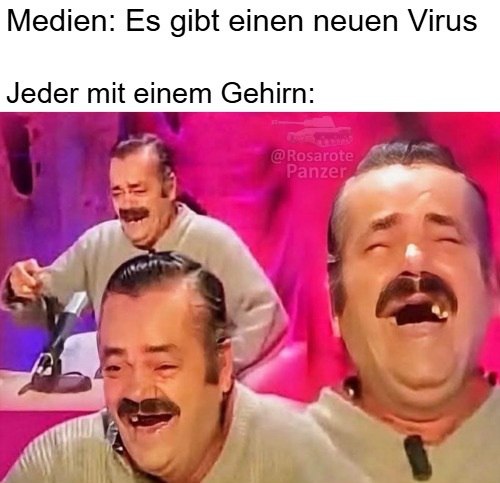 Medien: Es gibt einen neuen Virus
Jeder mit einem Gehirn:
@Rosarote
Panzer